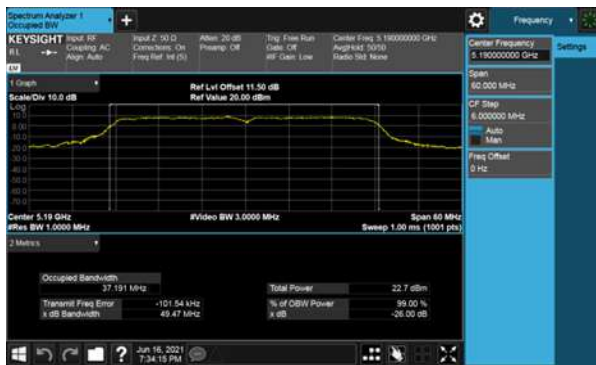 Spectrum Analyzer 1
Occupied BW
Frequency
KEYSIGHT
Input: RF
Coupling: AC
Align: Auto
Input Z: 50 Ω
Corrections: On
Freq Ref: Int (S)
Atten: 20 dB
Preamp: Off
Trig: Free Run
Gate: Off
#IF Gain: Low
Center Freq: 5.190000000 GHz
Avg|Hold: 50/50
Radio Std: None
Center Frequency
5.190000000 GHz
Settings
Span
60.000 MHz
CF Step
6.000000 MHz
Auto
Man
Freq Offset
0 Hz
1 Graph
Scale/Div 10.0 dB
Ref Lvl Offset 11.50 dB
Ref Value 20.00 dBm
Log
Center 5.19 GHz
#Res BW 1.0000 MHz
#Video BW 3.0000 MHz
Span 60 MHz
Sweep 1.00 ms (1001 pts)
2 Metrics
Occupied Bandwidth
37.191 MHz
Total Power
22.7 dBm
Transmit Freq Error
-101.54 kHz
% of OBW Power
99.00 %
x dB Bandwidth
49.47 MHz
x dB
-26.00 dB
Jun 16, 2021
7:34:15 PM